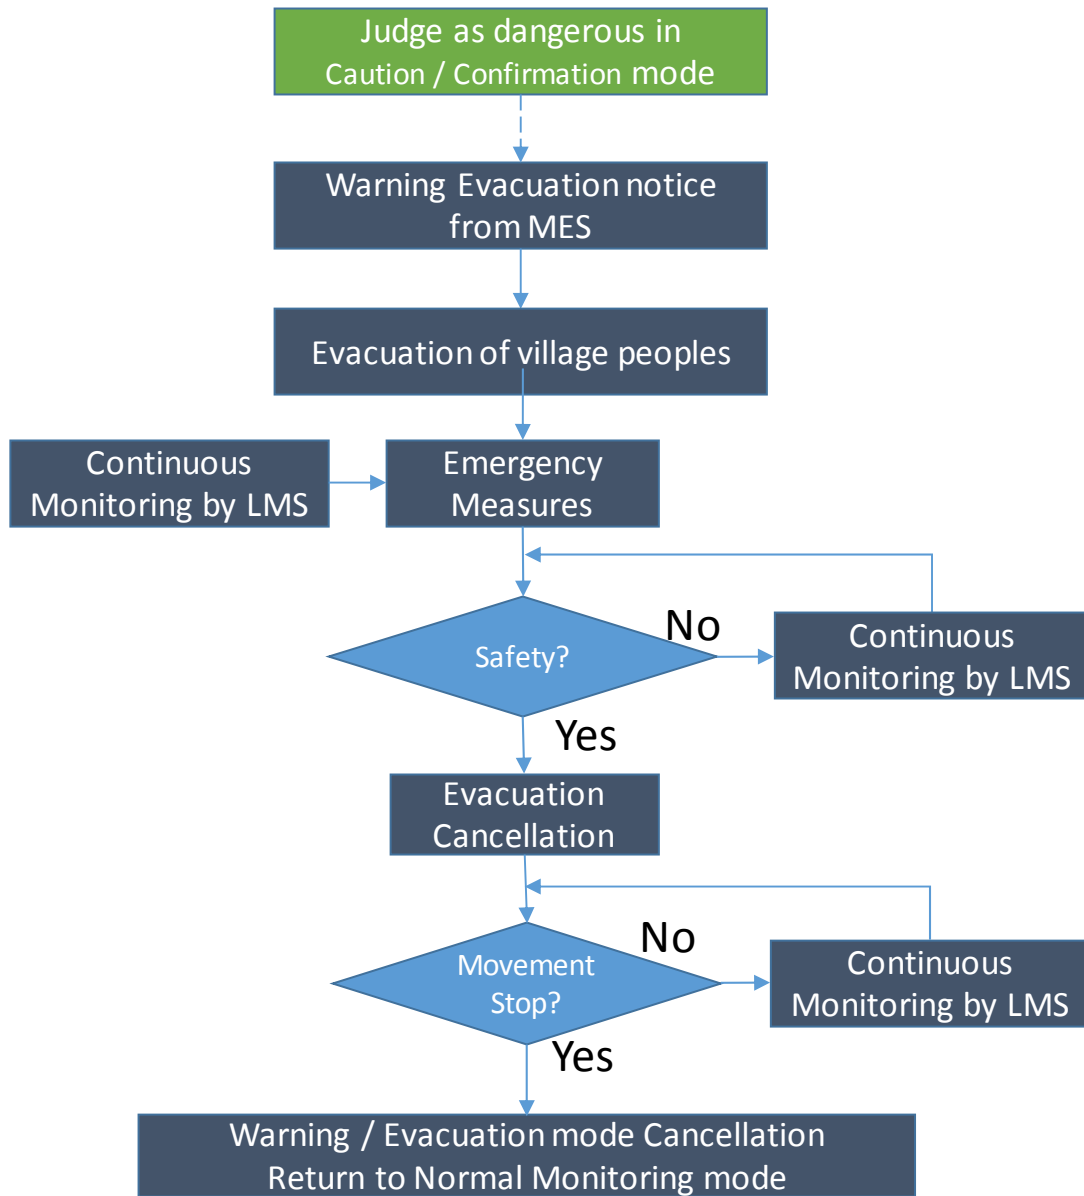 Judge as dangerous in
Caution / Confirmation mode
Warning Evacuation notice
from MES
Evacuation of village peoples
Continuous
Monitoring by LMS
Emergency
Measures
Safety?
No
Continuous
Monitoring by LMS
Yes
Evacuation
Cancellation
Movement
Stop?
No
Continuous
Monitoring by LMS
Yes
Warning / Evacuation mode Cancellation
Return to Normal Monitoring mode